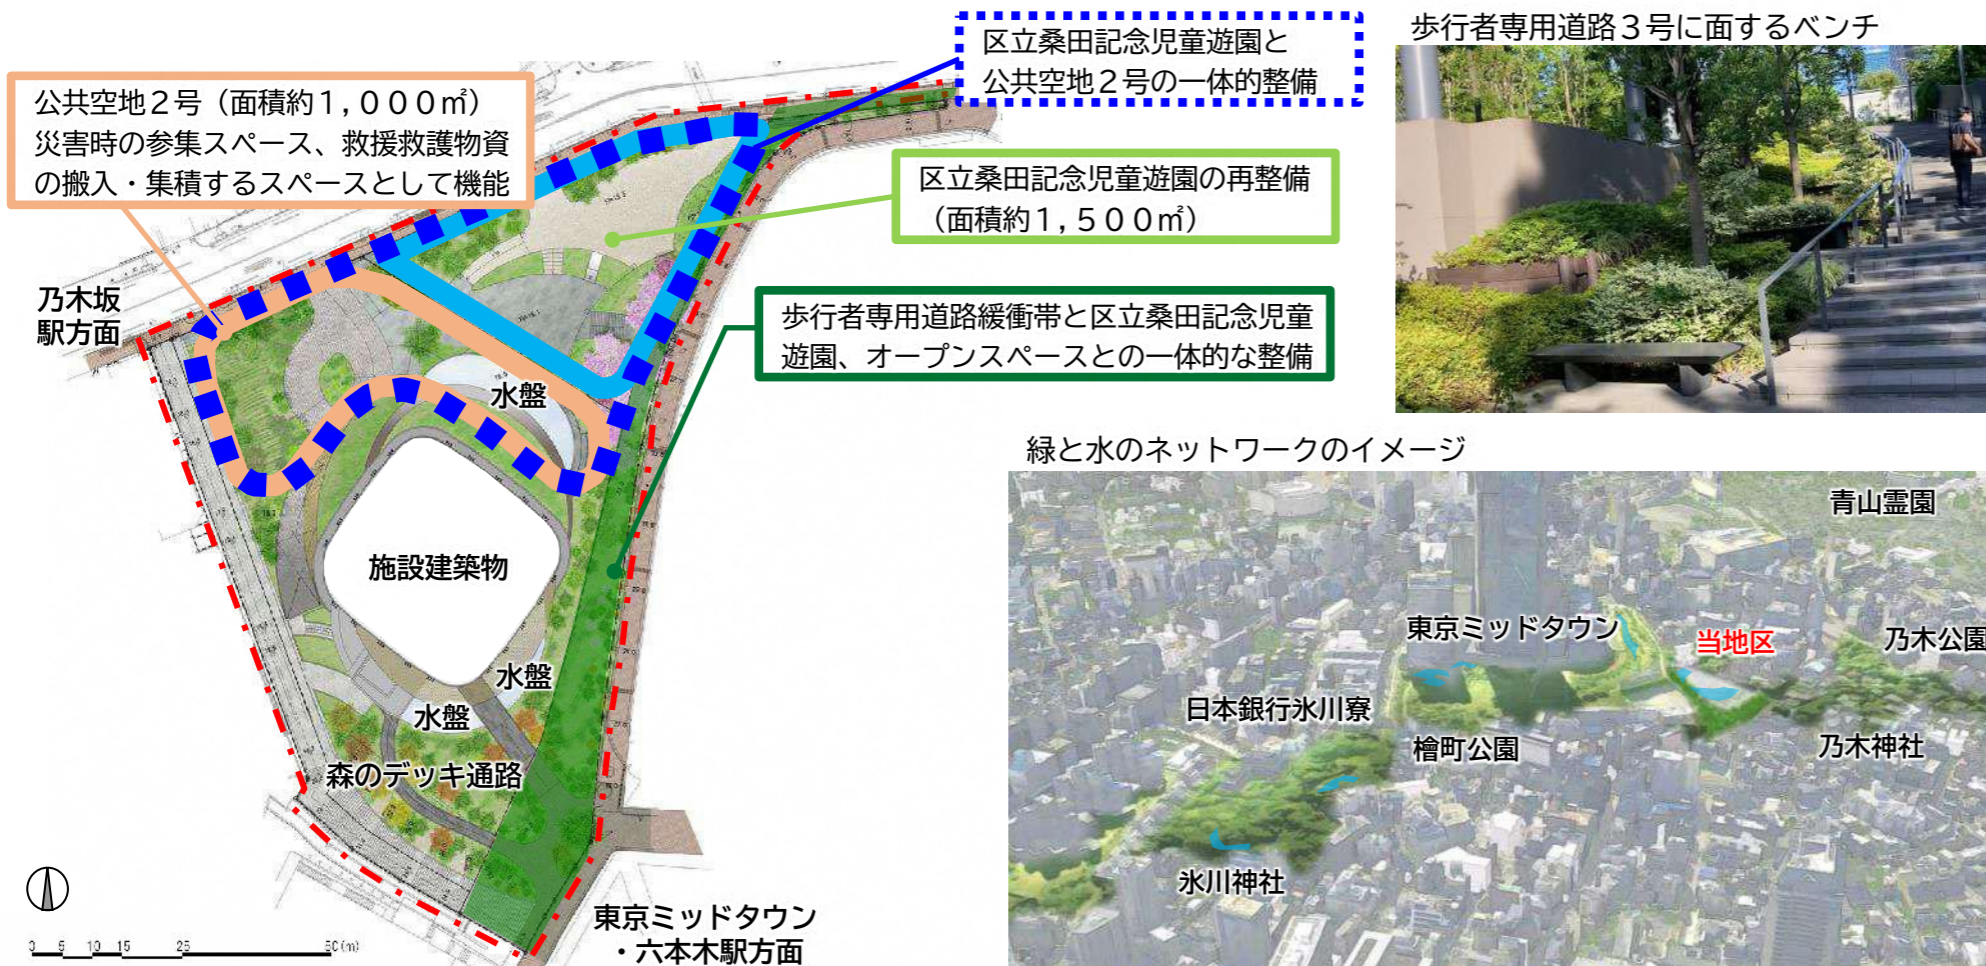 公共空地２号（面積約１，０００㎡）
災害時の参集スペース、救援救護物資
の搬入・集積するスペースとして機能
区立桑田記念児童遊園と
公共空地２号の一体的整備
区立桑田記念児童遊園の再整備
（面積約１，５００㎡）
歩行者専用道路緩衝帯と区立桑田記念児童
遊園、オープンスペースとの一体的な整備
乃木坂
駅方面
水盤
施設建築物
水盤
水盤
森のデッキ通路
東京ミッドタウン
・六本木駅方面
0 5 10 15 25 50(m)
歩行者専用道路３号に面するベンチ
緑と水のネットワークのイメージ
青山霊園
東京ミッドタウン
当地区
乃木公園
日本銀行氷川寮
檜町公園
乃木神社
氷川神社